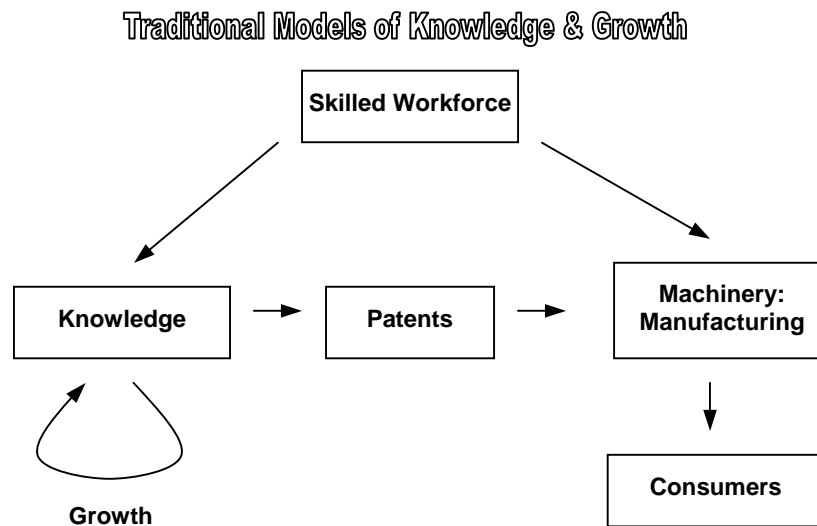 Traditional Models of Knowledge & Growth
Skilled Workforce
Knowledge
Patents
Machinery:
Manufacturing
Consumers
Growth